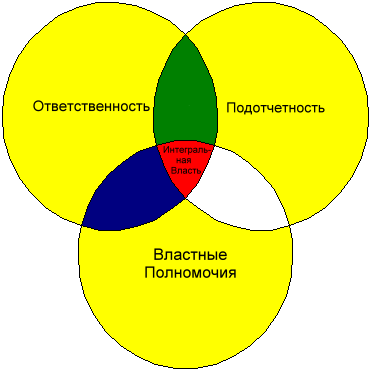 Ответственность
Подотчетность
Интеграль-
ная
Власть
Властные
Полномочия